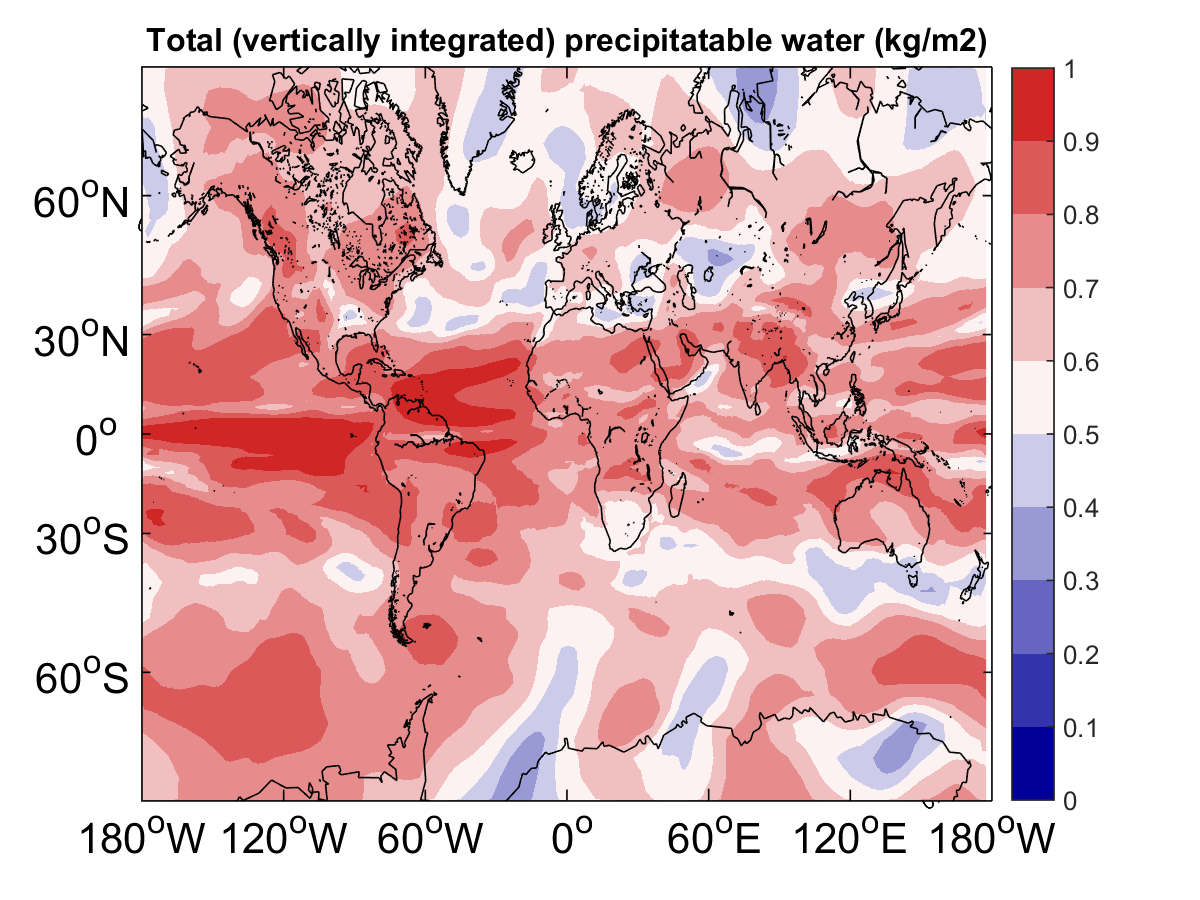 Total (vertically integrated) precipitatable water (kg/m2)
60°N
30°N
0°
30°S
60°S
180°W 120°W 60°W 0° 60°E 120°E 180°W
1
0.9
0.8
0.7
0.6
0.5
0.4
0.3
0.2
0.1
0